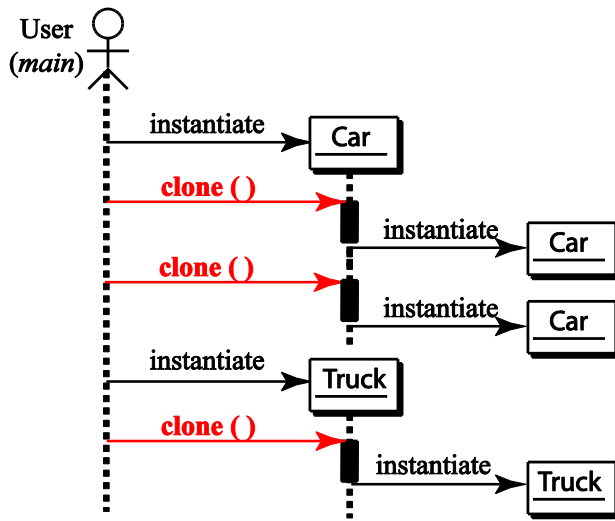 User
(main)
instantiate
Car
clone ( )
instantiate
Car
clone ( )
instantiate
Car
instantiate
Truck
clone ( )
instantiate
Truck